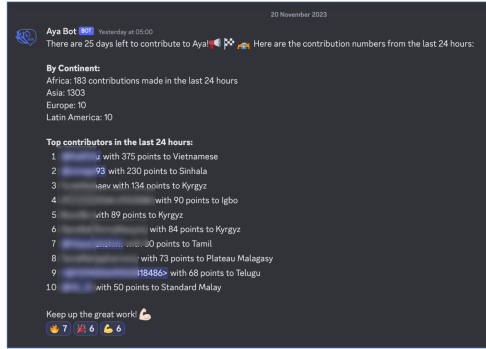 20 November 2023
Aya Bot BOT Yesterday at 05:00
There are 25 days left to contribute to Aya!📢 🏁 Here are the contribution numbers from the last 24 hours:
By Continent:
Africa: 183 contributions made in the last 24 hours
Asia: 1303
Europe: 10
Latin America: 10
Top contributors in the last 24 hours:
1 with 375 points to Vietnamese
2 93 with 230 points to Sinhala
3 aev with 134 points to Kyrgyz
4 with 90 points to Igbo
5 with 89 points to Kyrgyz
6 with 84 points to Kyrgyz
7 points to Tamil
8 with 73 points to Plateau Malagasy
9 18486> with 68 points to Telugu
10 with 50 points to Standard Malay
Keep up the great work! 💪🏻
🔥 7 🎉 6 💪 6